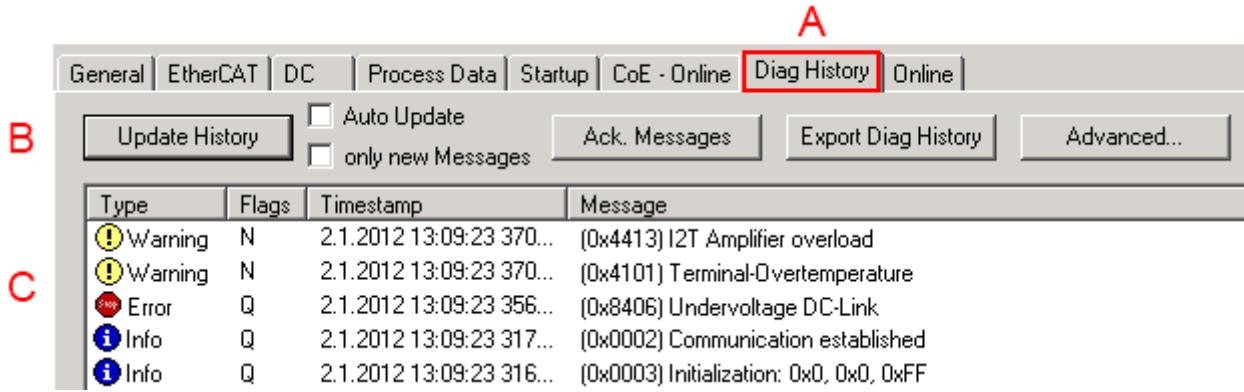 A
General EtherCAT DC Process Data Startup CoE - Online Diag History Online
B
Update History Auto Update Ack. Messages Export Diag History Advanced...
only new Messages
Type Flags Timestamp Message
Warning N 2.1.2012 13:09:23 370... (0x4413) I2T Amplifier overload
Warning N 2.1.2012 13:09:23 370... (0x4101) Terminal-Overtemperature
C
Error Q 2.1.2012 13:09:23 356... (0x8406) Undervoltage DC-Link
Info Q 2.1.2012 13:09:23 317... (0x0002) Communication established
Info Q 2.1.2012 13:09:23 316... (0x0003) Initialization: 0x0, 0x0, 0xFF